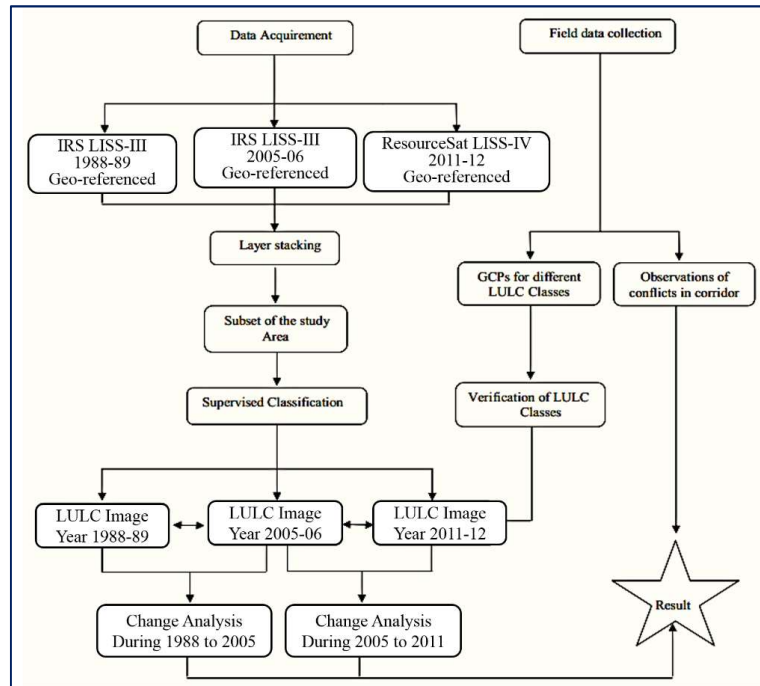 Data Acquirement
Field data collection
IRS LISS-III
1988-89
Geo-referenced
IRS LISS-III
2005-06
Geo-referenced
ResourceSat LISS-IV
2011-12
Geo-referenced
Layer stacking
GCPs for different
LULC Classes
Observations of
conflicts in corridor
Subset of the study
Area
Supervised Classification
Verification of LULC
Classes
LULC Image
Year 1988-89
LULC Image
Year 2005-06
LULC Image
Year 2011-12
Change Analysis
During 1988 to 2005
Change Analysis
During 2005 to 2011
Result